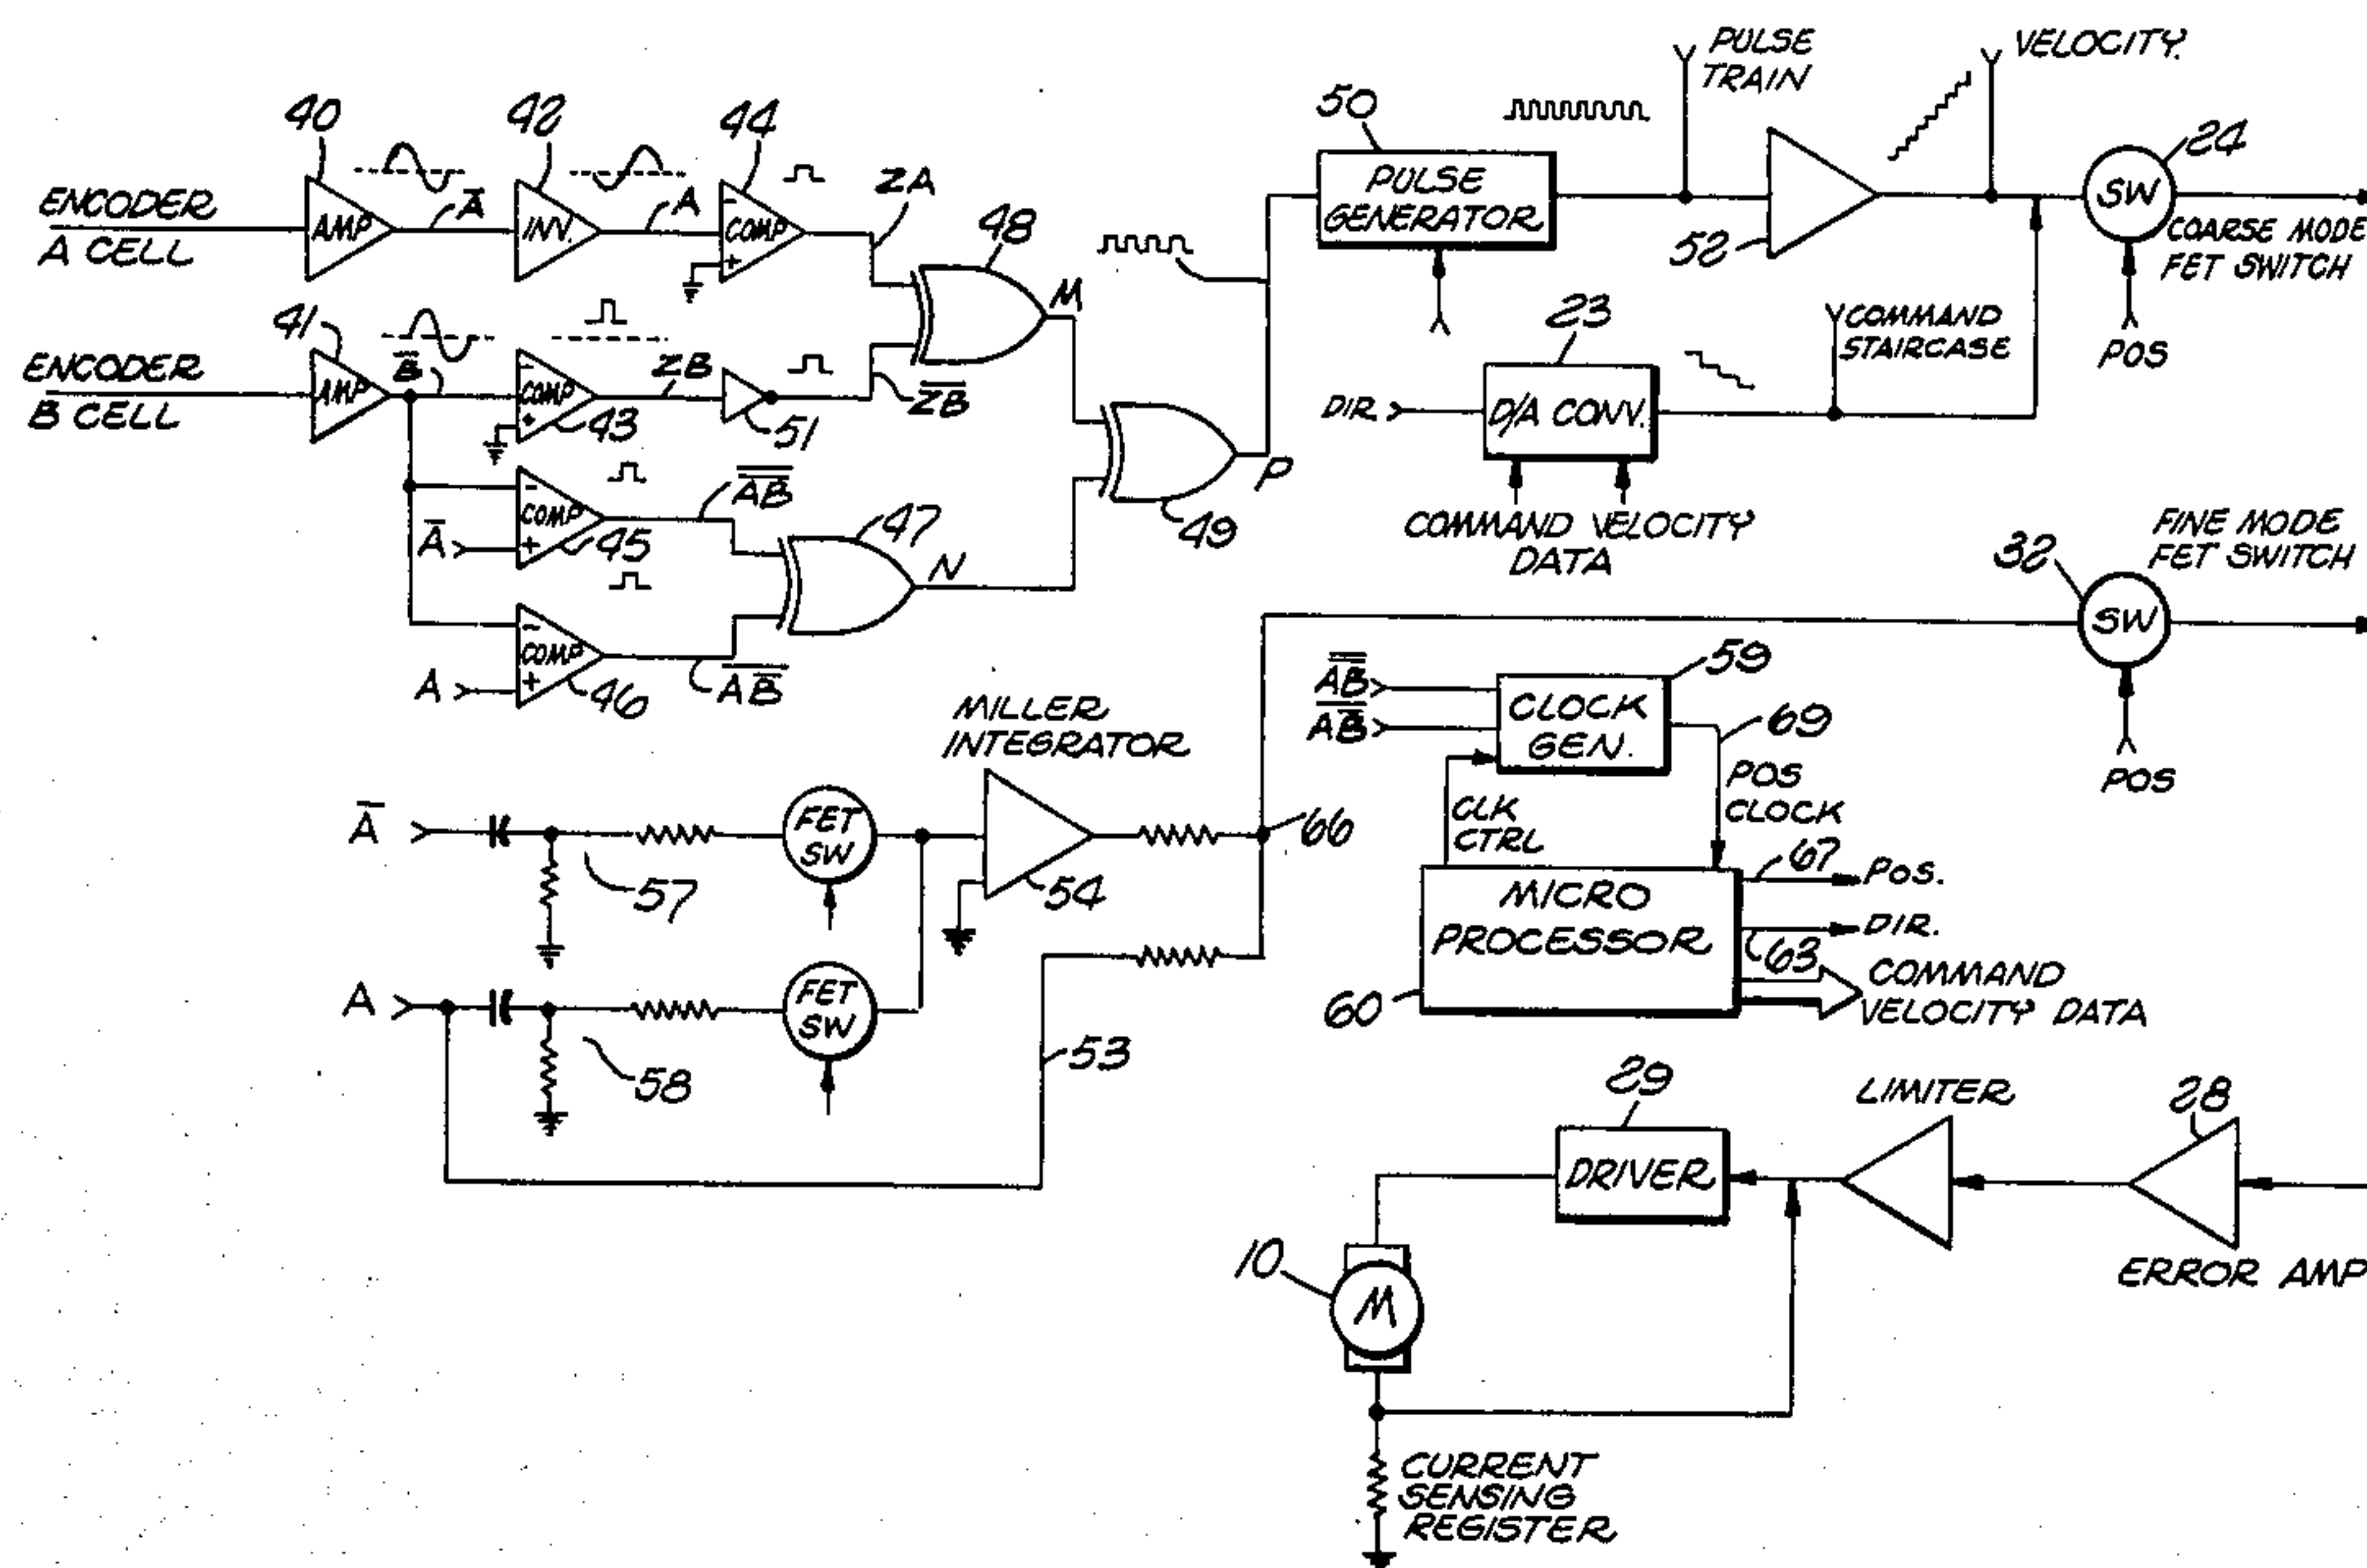 40
42
44
ENCODER
A CELL
AMP
A̅
INV.
A
- COMP +
ZA
48
M
41
ENCODER
B CELL
AMP
B̅
- COMP +
43
ZB
51
Z̅B̅
- COMP +
A̅
45
A̅B̅
47
N
- COMP +
A
46
A̅B̅
49
P
50
PULSE
GENERATOR
PULSE
TRAIN
52
VELOCITY.
24
SW
COARSE MODE
FET SWITCH
POS
23
DIR.
D/A CONV.
COMMAND
STAIRCASE
COMMAND VELOCITY
DATA
FINE MODE
FET SWITCH
32
SW
POS
A̅B̅
A̅B̅
59
CLOCK
GEN.
69
POS
CLOCK
CLK
CTRL
MICRO
PROCESSOR
60
67
POS.
DIR.
63
COMMAND
VELOCITY DATA
MILLER
INTEGRATOR
A̅
57
FET
SW
54
66
A
58
FET
SW
53
29
DRIVER
LIMITER
28
ERROR AMP
10
M
CURRENT
SENSING
REGISTER